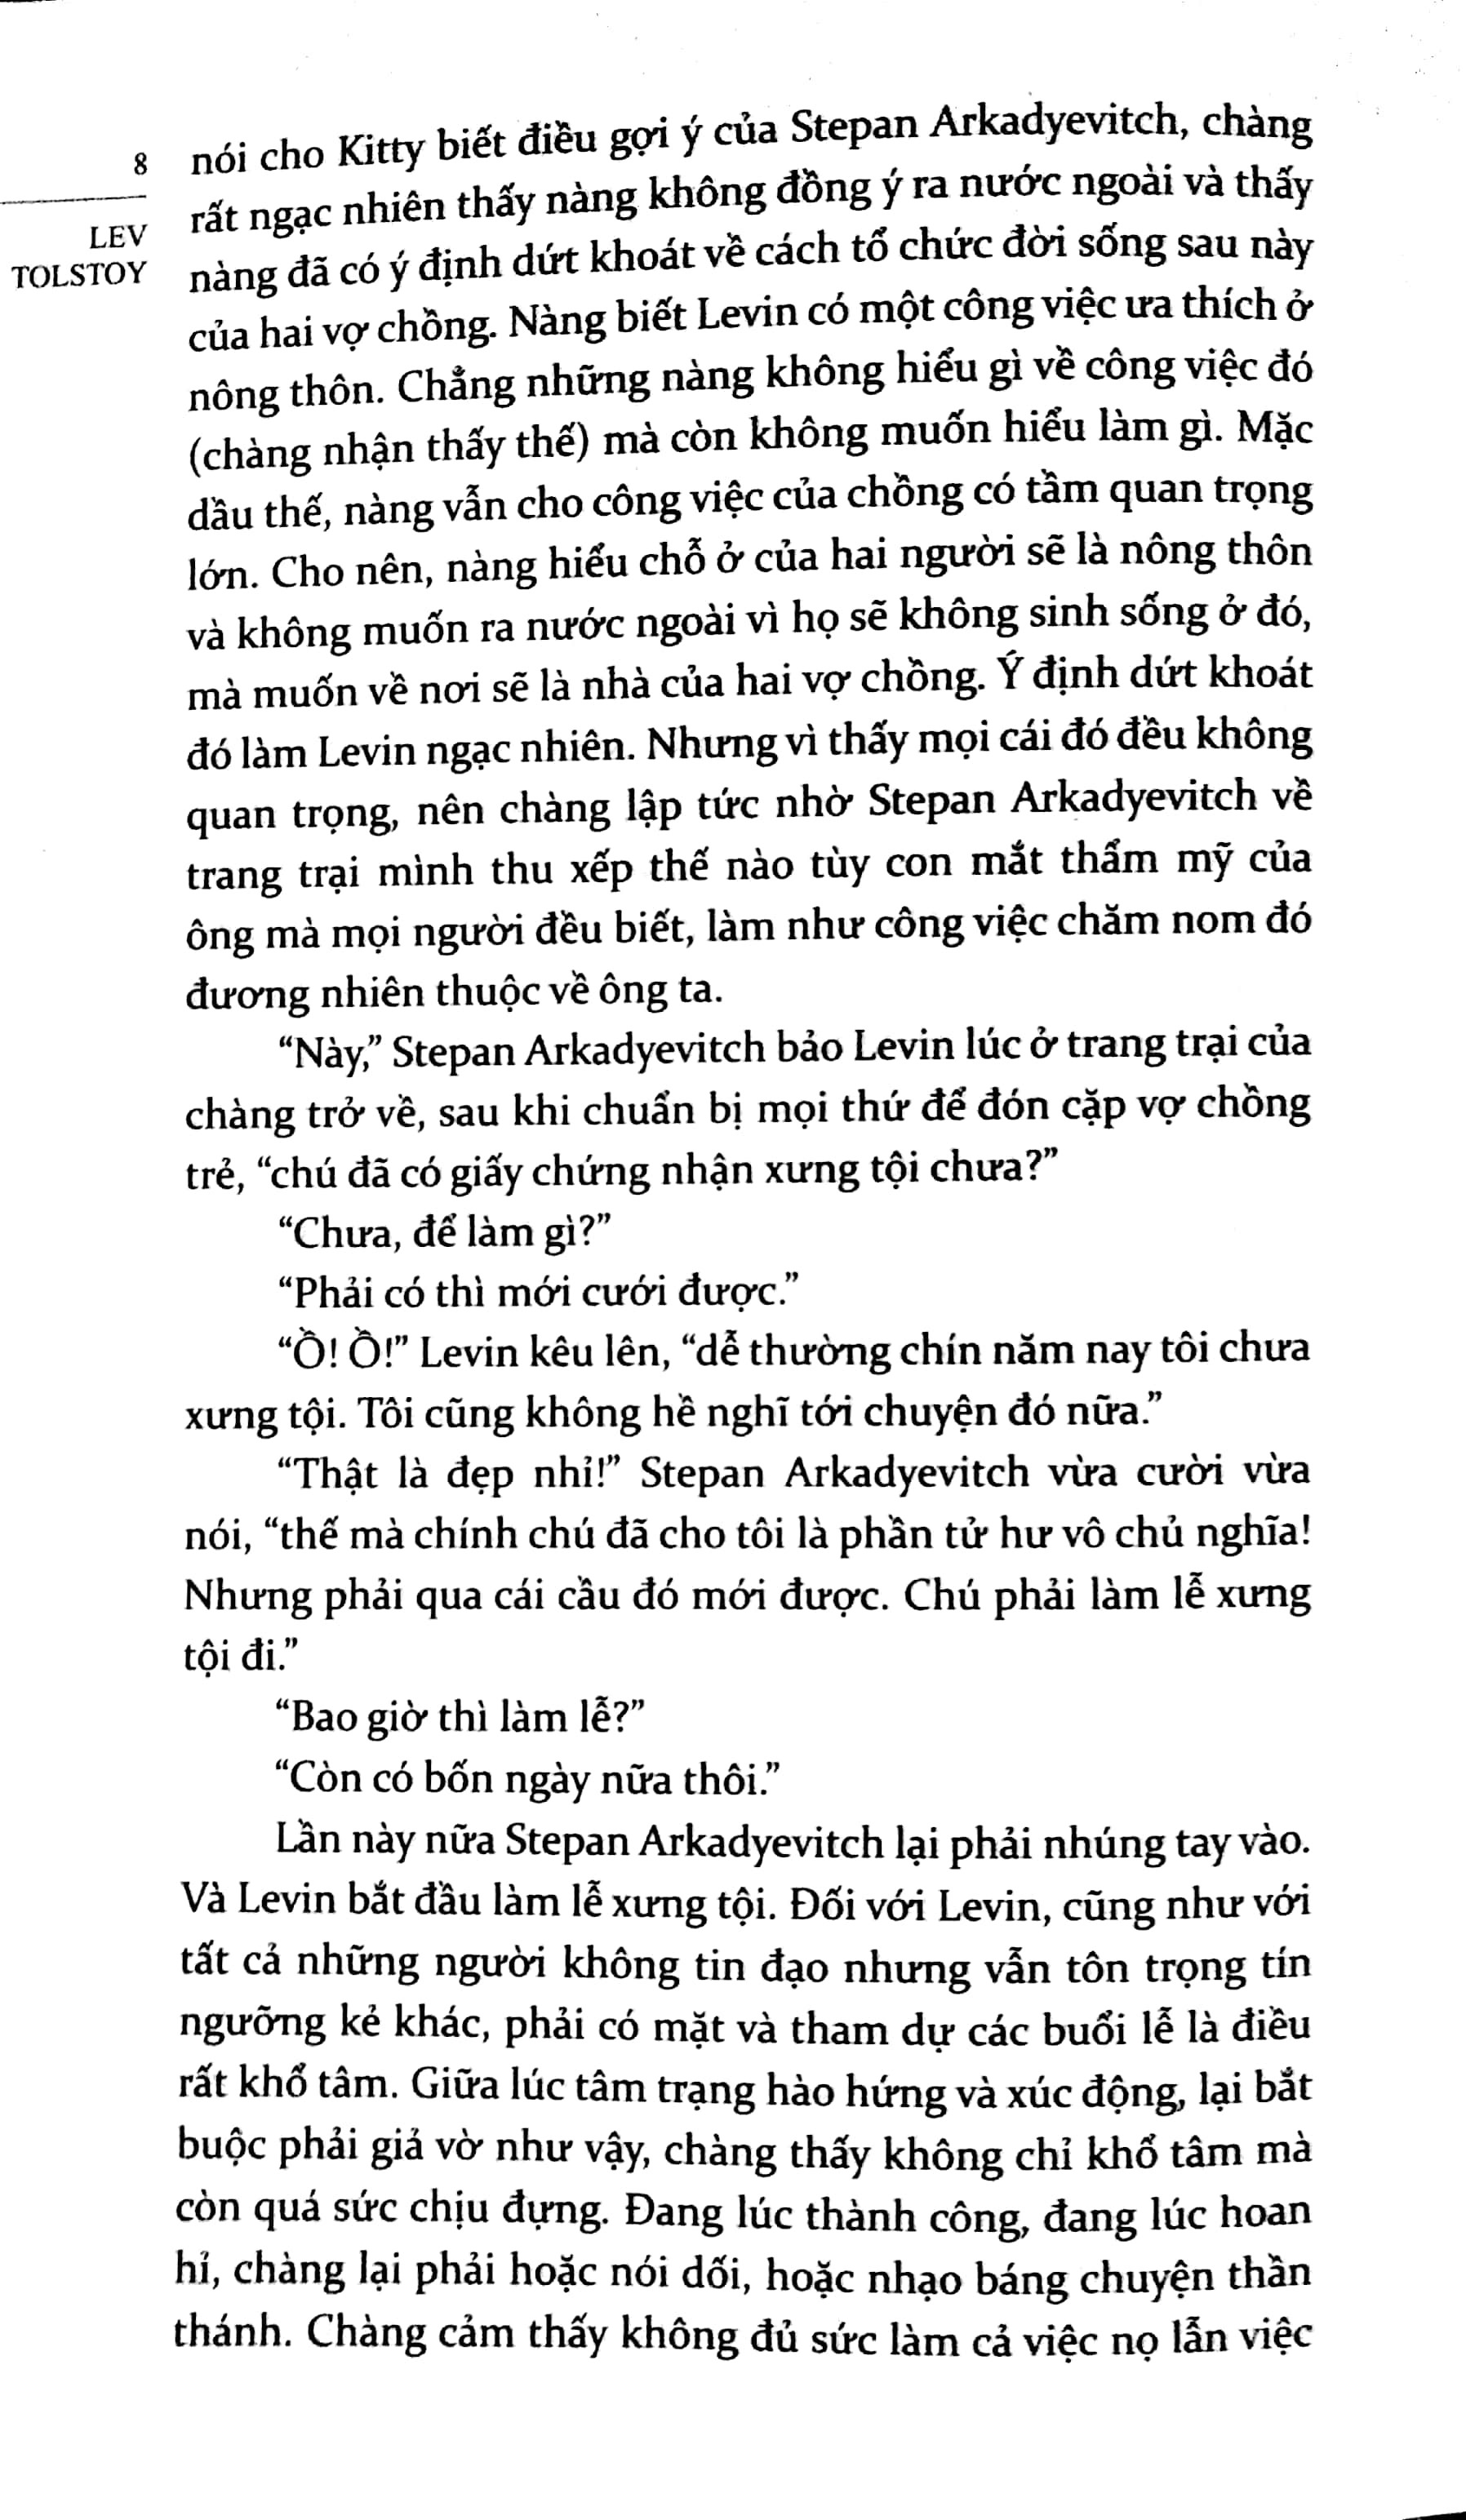 8
LEV
TOLSTOY
nói cho Kitty biết điều gợi ý của Stepan Arkadyevitch, chàng
rất ngạc nhiên thấy nàng không đồng ý ra nước ngoài và thấy
nàng đã có ý định dứt khoát về cách tổ chức đời sống sau này
của hai vợ chồng. Nàng biết Levin có một công việc ưa thích ở
nông thôn. Chẳng những nàng không hiểu gì về công việc đó
(chàng nhận thấy thế) mà còn không muốn hiểu làm gì. Mặc
dầu thế, nàng vẫn cho công việc của chồng có tầm quan trọng
lớn. Cho nên, nàng hiểu chỗ ở của hai người sẽ là nông thôn
và không muốn ra nước ngoài vì họ sẽ không sinh sống ở đó,
mà muốn về nơi sẽ là nhà của hai vợ chồng. Ý định dứt khoát
đó làm Levin ngạc nhiên. Nhưng vì thấy mọi cái đó đều không
quan trọng, nên chàng lập tức nhờ Stepan Arkadyevitch về
trang trại mình thu xếp thế nào tùy con mắt thẩm mỹ của
ông mà mọi người đều biết, làm như công việc chăm nom đó
đương nhiên thuộc về ông ta.
“Này,” Stepan Arkadyevitch bảo Levin lúc ở trang trại của
chàng trở về, sau khi chuẩn bị mọi thứ để đón cặp vợ chồng
trẻ, “chú đã có giấy chứng nhận xưng tội chưa?”
“Chưa, để làm gì?”
“Phải có thì mới cưới được.”
“Ồ! Ồ!” Levin kêu lên, “dễ thường chín năm nay tôi chưa
xưng tội. Tôi cũng không hề nghĩ tới chuyện đó nữa.”
“Thật là đẹp nhỉ!” Stepan Arkadyevitch vừa cười vừa
nói, “thế mà chính chú đã cho tôi là phần tử hư vô chủ nghĩa!
Nhưng phải qua cái cầu đó mới được. Chú phải làm lễ xưng
tội đi.”
“Bao giờ thì làm lễ?”
“Còn có bốn ngày nữa thôi.”
Lần này nữa Stepan Arkadyevitch lại phải nhúng tay vào.
Và Levin bắt đầu làm lễ xưng tội. Đối với Levin, cũng như với
tất cả những người không tin đạo nhưng vẫn tôn trọng tín
ngưỡng kẻ khác, phải có mặt và tham dự các buổi lễ là điều
rất khổ tâm. Giữa lúc tâm trạng hào hứng và xúc động, lại bắt
buộc phải giả vờ như vậy, chàng thấy không chỉ khổ tâm mà
còn quá sức chịu đựng. Đang lúc thành công, đang lúc hoan
hỉ, chàng lại phải hoặc nói dối, hoặc nhạo báng chuyện thần
thánh. Chàng cảm thấy không đủ sức làm cả việc nọ lẫn việc